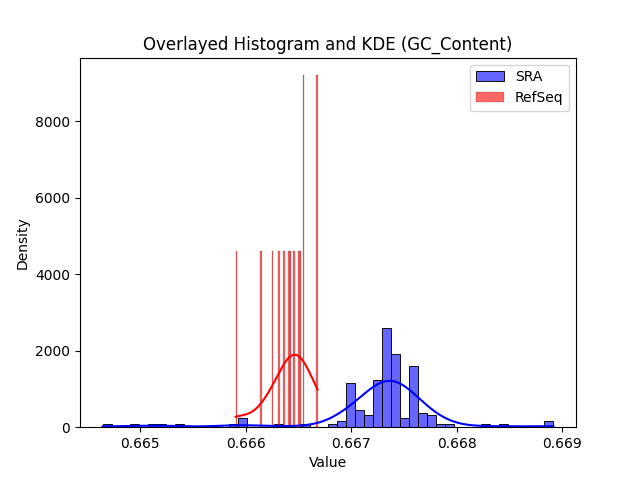 Overlayed Histogram and KDE (GC_Content)
SRA
RefSeq
8000
6000
4000
2000
0
Density
0.665 0.666 0.667 0.668 0.669
Value